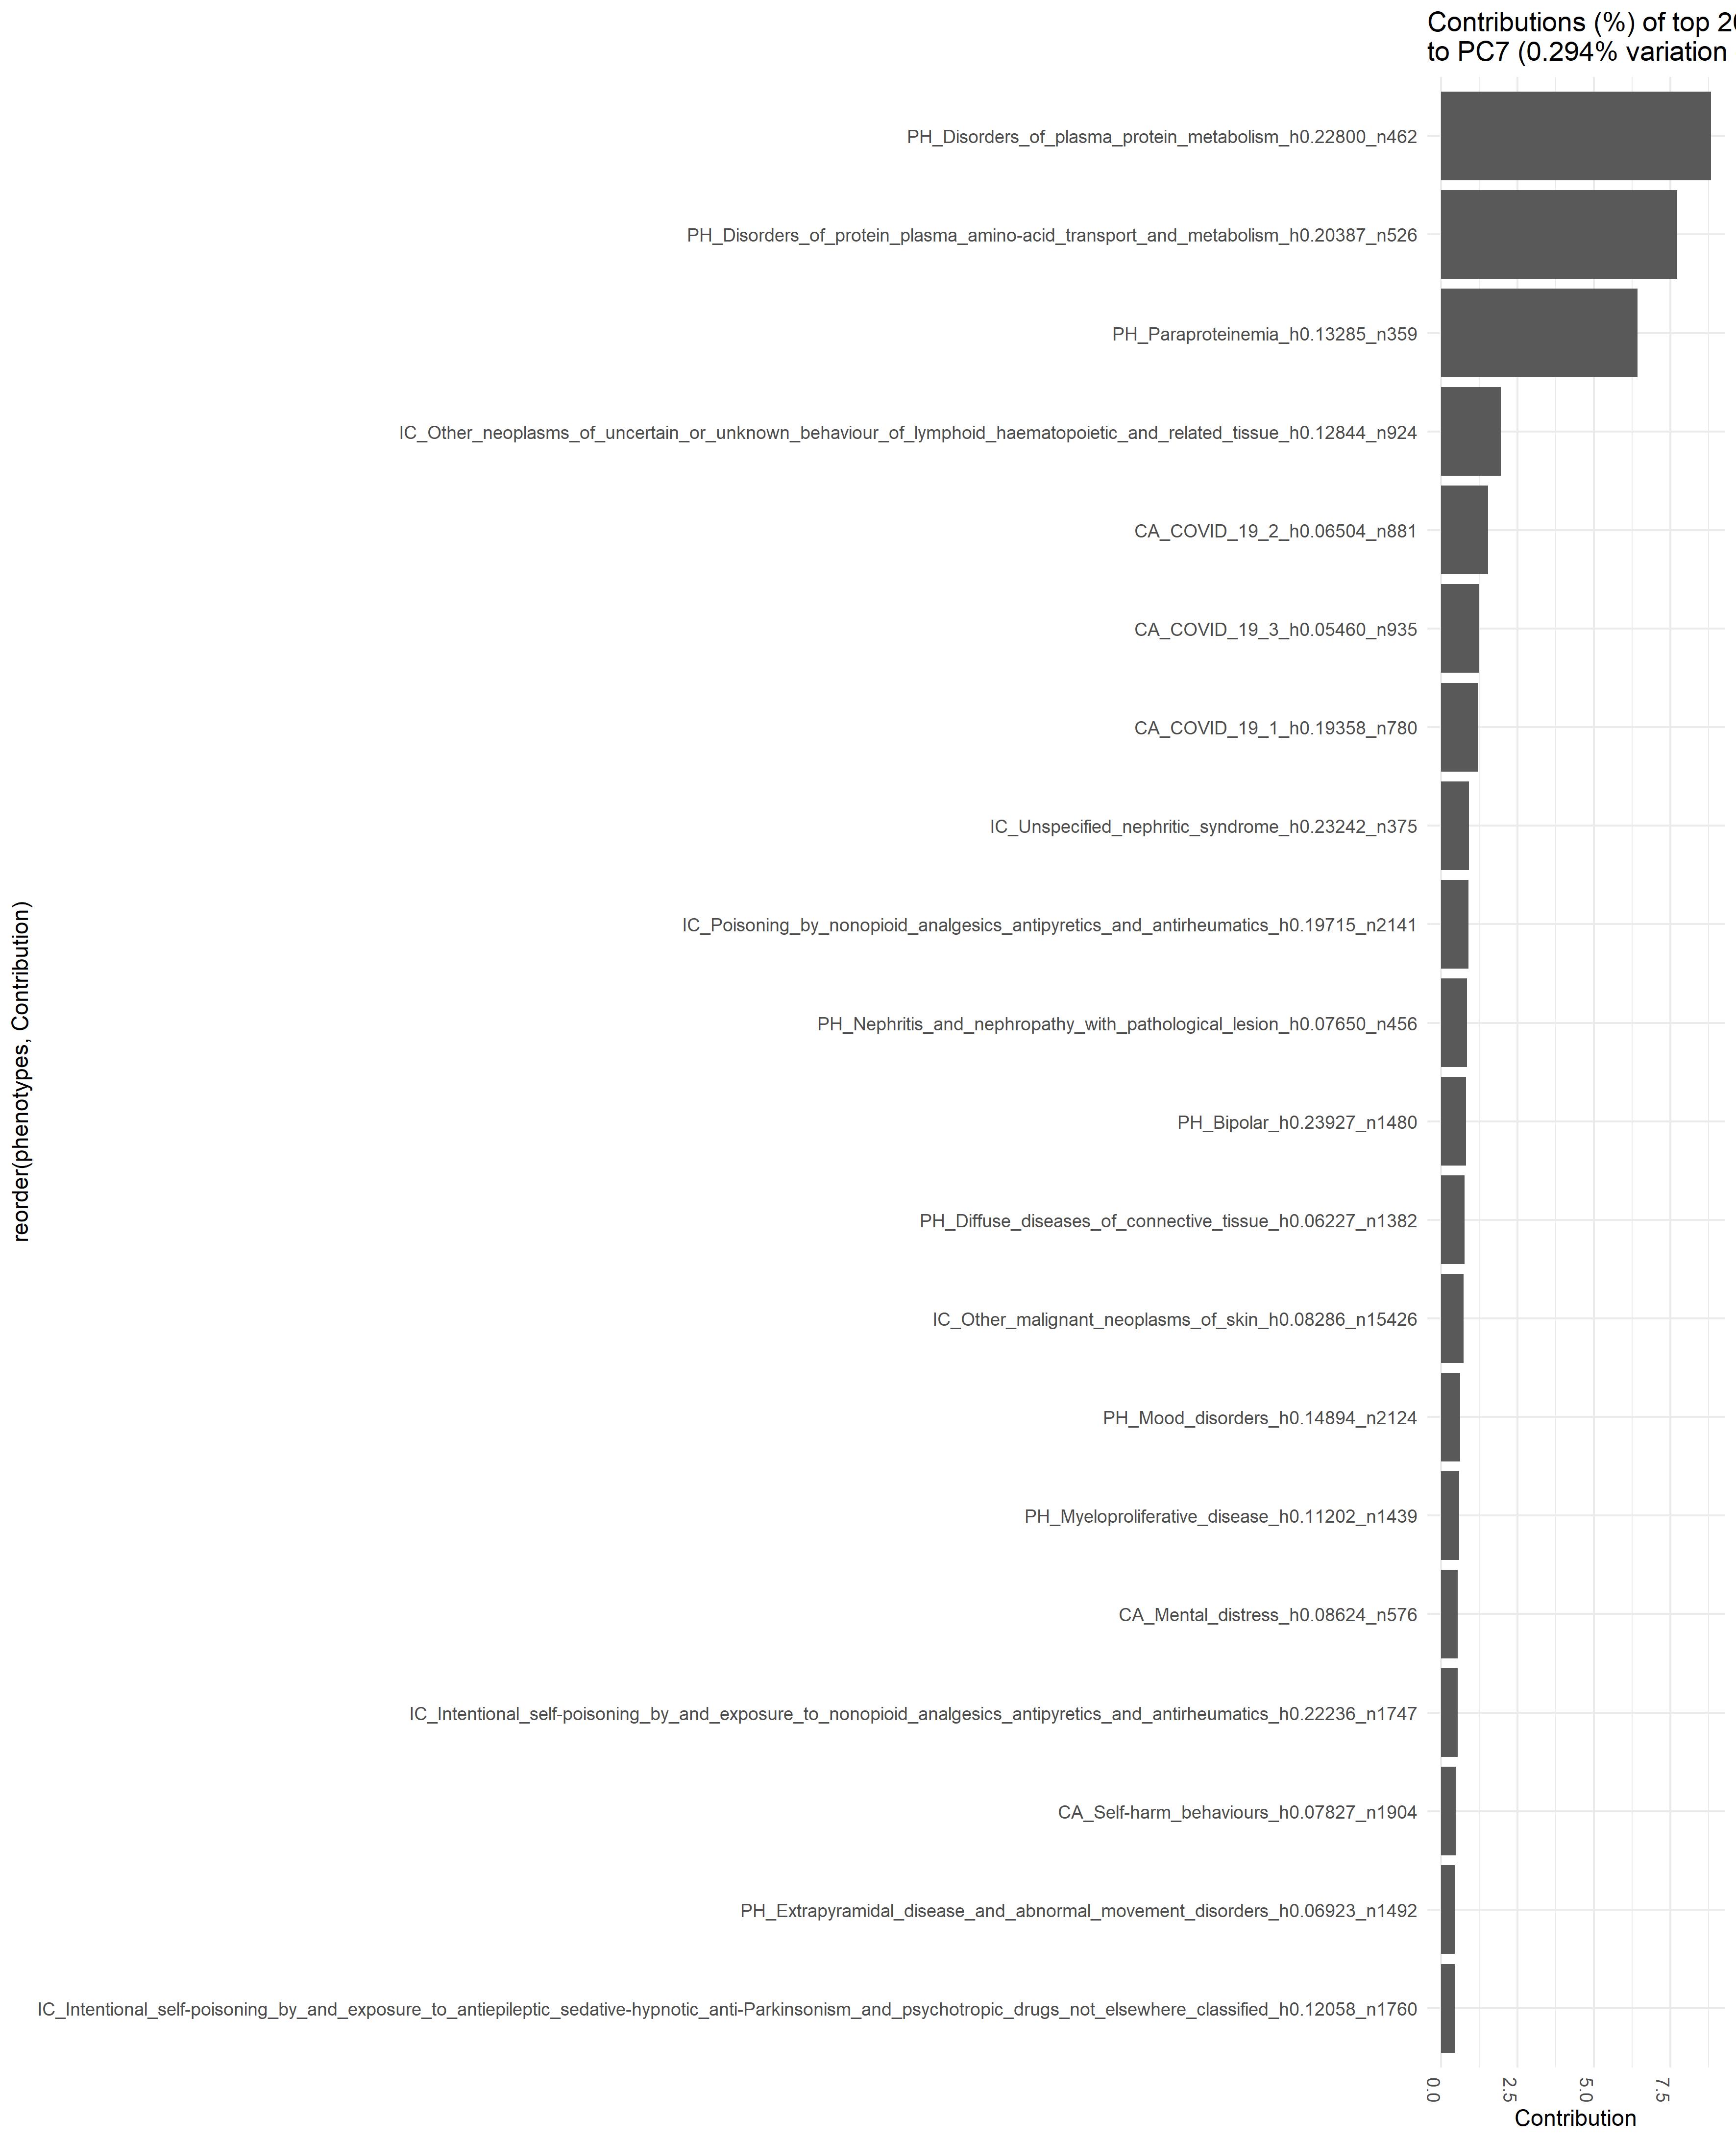 Contributions (%) of top 20
to PC7 (0.294% variation
PH_Disorders_of_plasma_protein_metabolism_h0.22800_n462
PH_Disorders_of_protein_plasma_amino-acid_transport_and_metabolism_h0.20387_n526
PH_Paraproteinemia_h0.13285_n359
IC_Other_neoplasms_of_uncertain_or_unknown_behaviour_of_lymphoid_haematopoietic_and_related_tissue_h0.12844_n924
CA_COVID_19_2_h0.06504_n881
CA_COVID_19_3_h0.05460_n935
CA_COVID_19_1_h0.19358_n780
IC_Unspecified_nephritic_syndrome_h0.23242_n375
IC_Poisoning_by_nonopioid_analgesics_antipyretics_and_antirheumatics_h0.19715_n2141
PH_Nephritis_and_nephropathy_with_pathological_lesion_h0.07650_n456
PH_Bipolar_h0.23927_n1480
PH_Diffuse_diseases_of_connective_tissue_h0.06227_n1382
IC_Other_malignant_neoplasms_of_skin_h0.08286_n15426
PH_Mood_disorders_h0.14894_n2124
PH_Myeloproliferative_disease_h0.11202_n1439
CA_Mental_distress_h0.08624_n576
IC_Intentional_self-poisoning_by_and_exposure_to_nonopioid_analgesics_antipyretics_and_antirheumatics_h0.22236_n1747
CA_Self-harm_behaviours_h0.07827_n1904
PH_Extrapyramidal_disease_and_abnormal_movement_disorders_h0.06923_n1492
IC_Intentional_self-poisoning_by_and_exposure_to_antiepileptic_sedative-hypnotic_anti-Parkinsonism_and_psychotropic_drugs_not_elsewhere_classified_h0.12058_n1760
reorder(phenotypes, Contribution)
0.0 2.5 5.0 7.5
Contribution